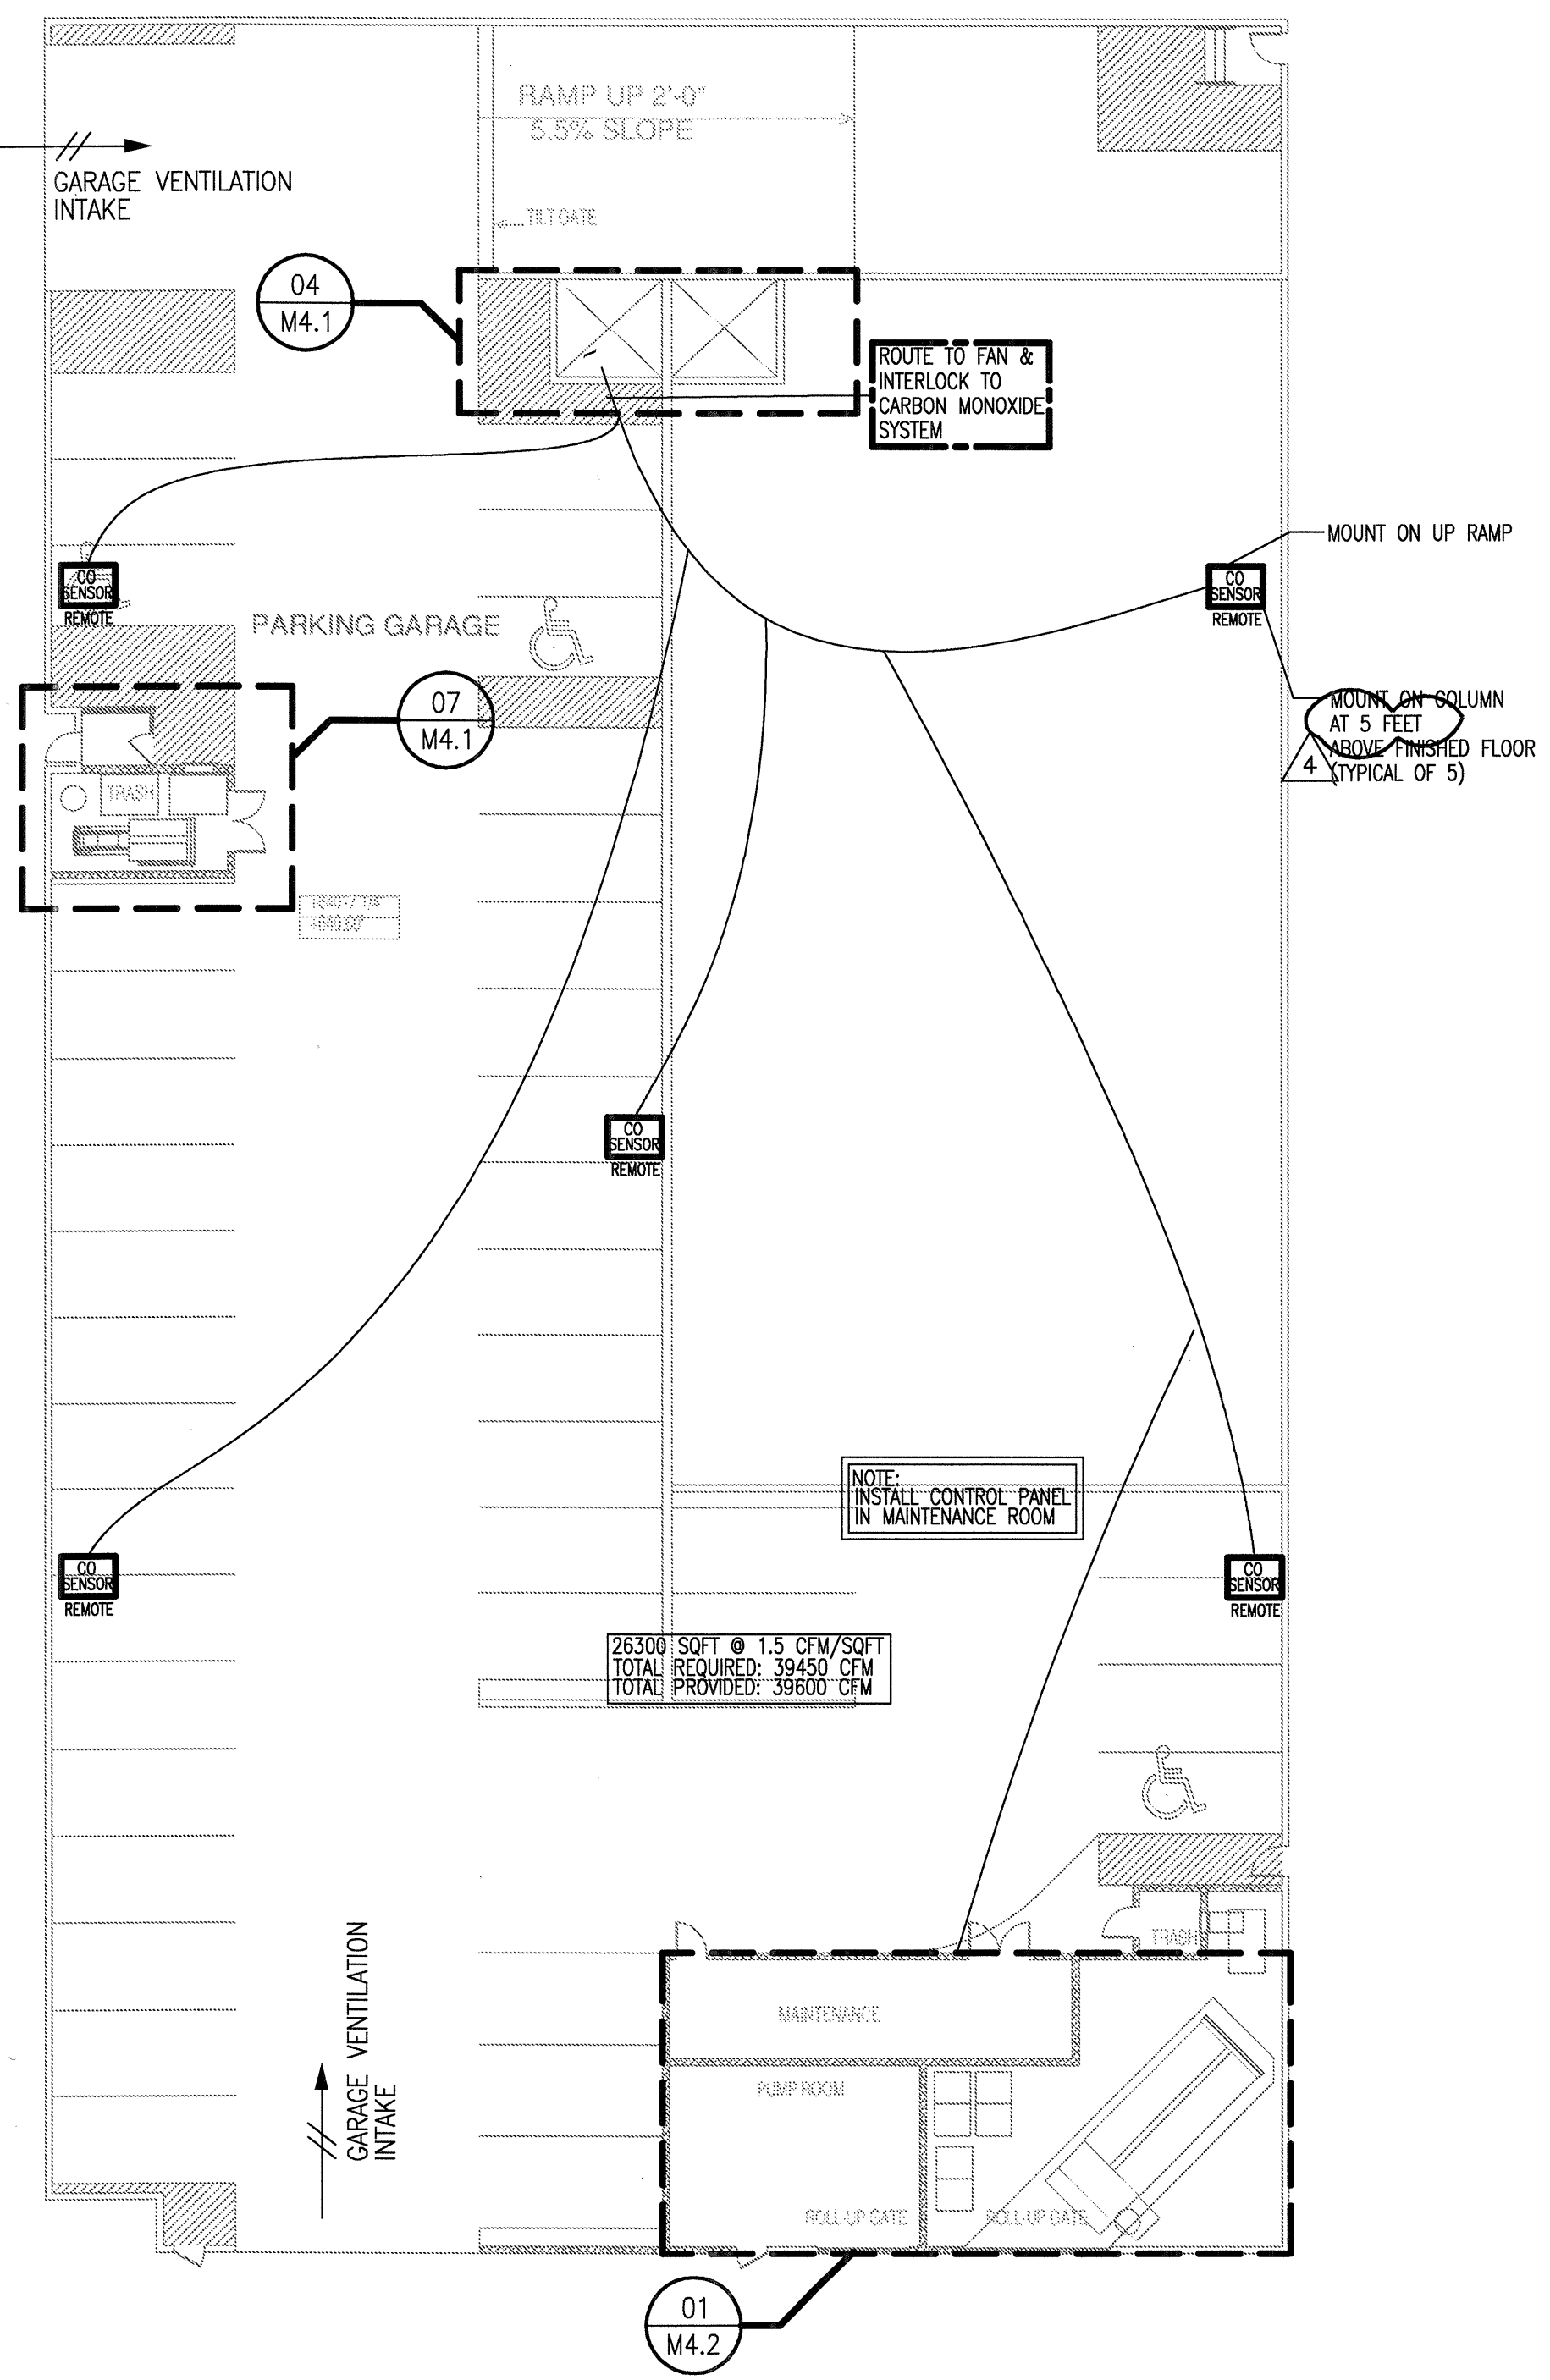 RAMP UP 2'-0"
5.5% SLOPE
GARAGE VENTILATION
INTAKE
TILT GATE
04
M4.1
ROUTE TO FAN &
INTERLOCK TO
CARBON MONOXIDE
SYSTEM
MOUNT ON UP RAMP
CO
SENSOR
REMOTE
CO
SENSOR
REMOTE
PARKING GARAGE
MOUNT ON COLUMN
AT 5 FEET
ABOVE FINISHED FLOOR
(TYPICAL OF 5)
4
07
M4.1
TRASH
CO
SENSOR
REMOTE
NOTE:
INSTALL CONTROL PANEL
IN MAINTENANCE ROOM
CO
SENSOR
REMOTE
CO
SENSOR
REMOTE
26300 SQFT @ 1.5 CFM/SQFT
TOTAL REQUIRED: 39450 CFM
TOTAL PROVIDED: 39600 CFM
TRASH
GARAGE VENTILATION
INTAKE
MAINTENANCE
PUMP ROOM
ROLL-UP GATE
ROLL-UP GATE
01
M4.2